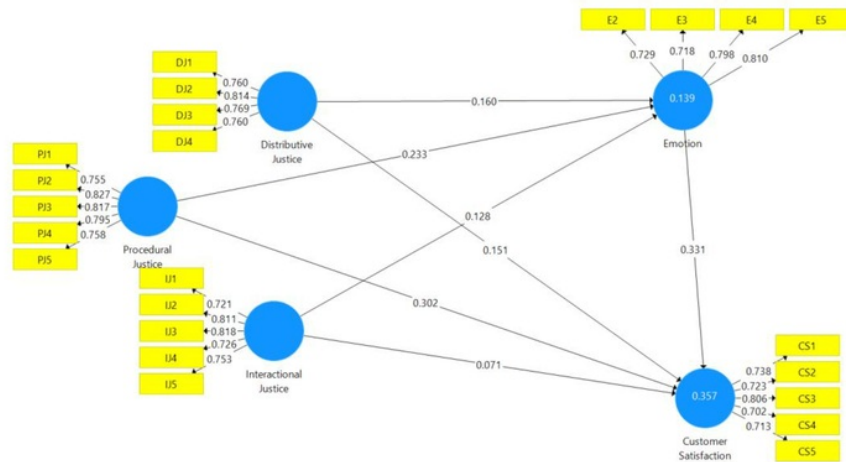 E2
E3
E4
E5
0.729
0.718
0.798
0.810
0.139
Emotion
DJ1
DJ2
DJ3
DJ4
0.760
0.814
0.769
0.760
Distributive
Justice
0.160
0.233
PJ1
PJ2
PJ3
PJ4
PJ5
0.755
0.827
0.817
0.795
0.758
Procedural
Justice
0.128
0.151
0.331
IJ1
IJ2
IJ3
IJ4
IJ5
0.721
0.811
0.818
0.726
0.753
Interactional
Justice
0.302
0.071
0.357
Customer
Satisfaction
0.738
0.723
0.806
0.702
0.713
CS1
CS2
CS3
CS4
CS5